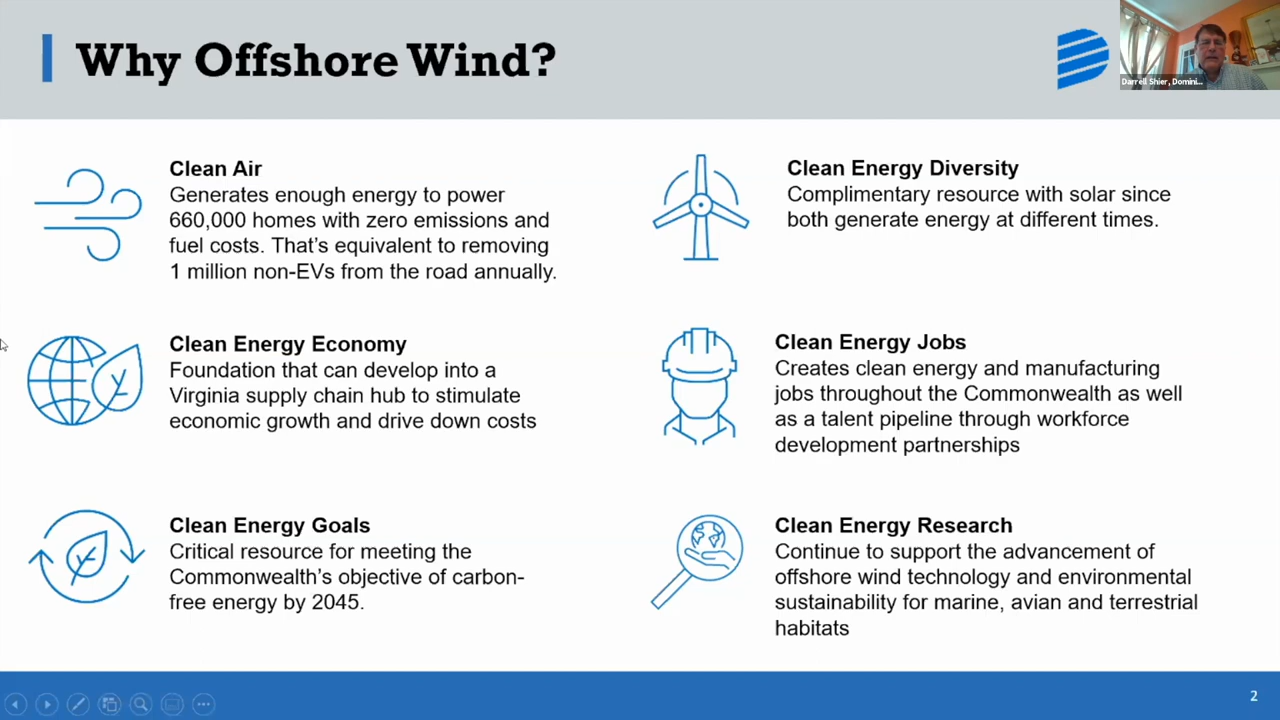 Why Offshore Wind?
Darrell Shier, Domini...
Clean Air
Generates enough energy to power
660,000 homes with zero emissions and
fuel costs. That's equivalent to removing
1 million non-EVs from the road annually.
Clean Energy Diversity
Complimentary resource with solar since
both generate energy at different times.
Clean Energy Economy
Foundation that can develop into a
Virginia supply chain hub to stimulate
economic growth and drive down costs
Clean Energy Jobs
Creates clean energy and manufacturing
jobs throughout the Commonwealth as well
as a talent pipeline through workforce
development partnerships
Clean Energy Goals
Critical resource for meeting the
Commonwealth's objective of carbon-
free energy by 2045.
Clean Energy Research
Continue to support the advancement of
offshore wind technology and environmental
sustainability for marine, avian and terrestrial
habitats
2